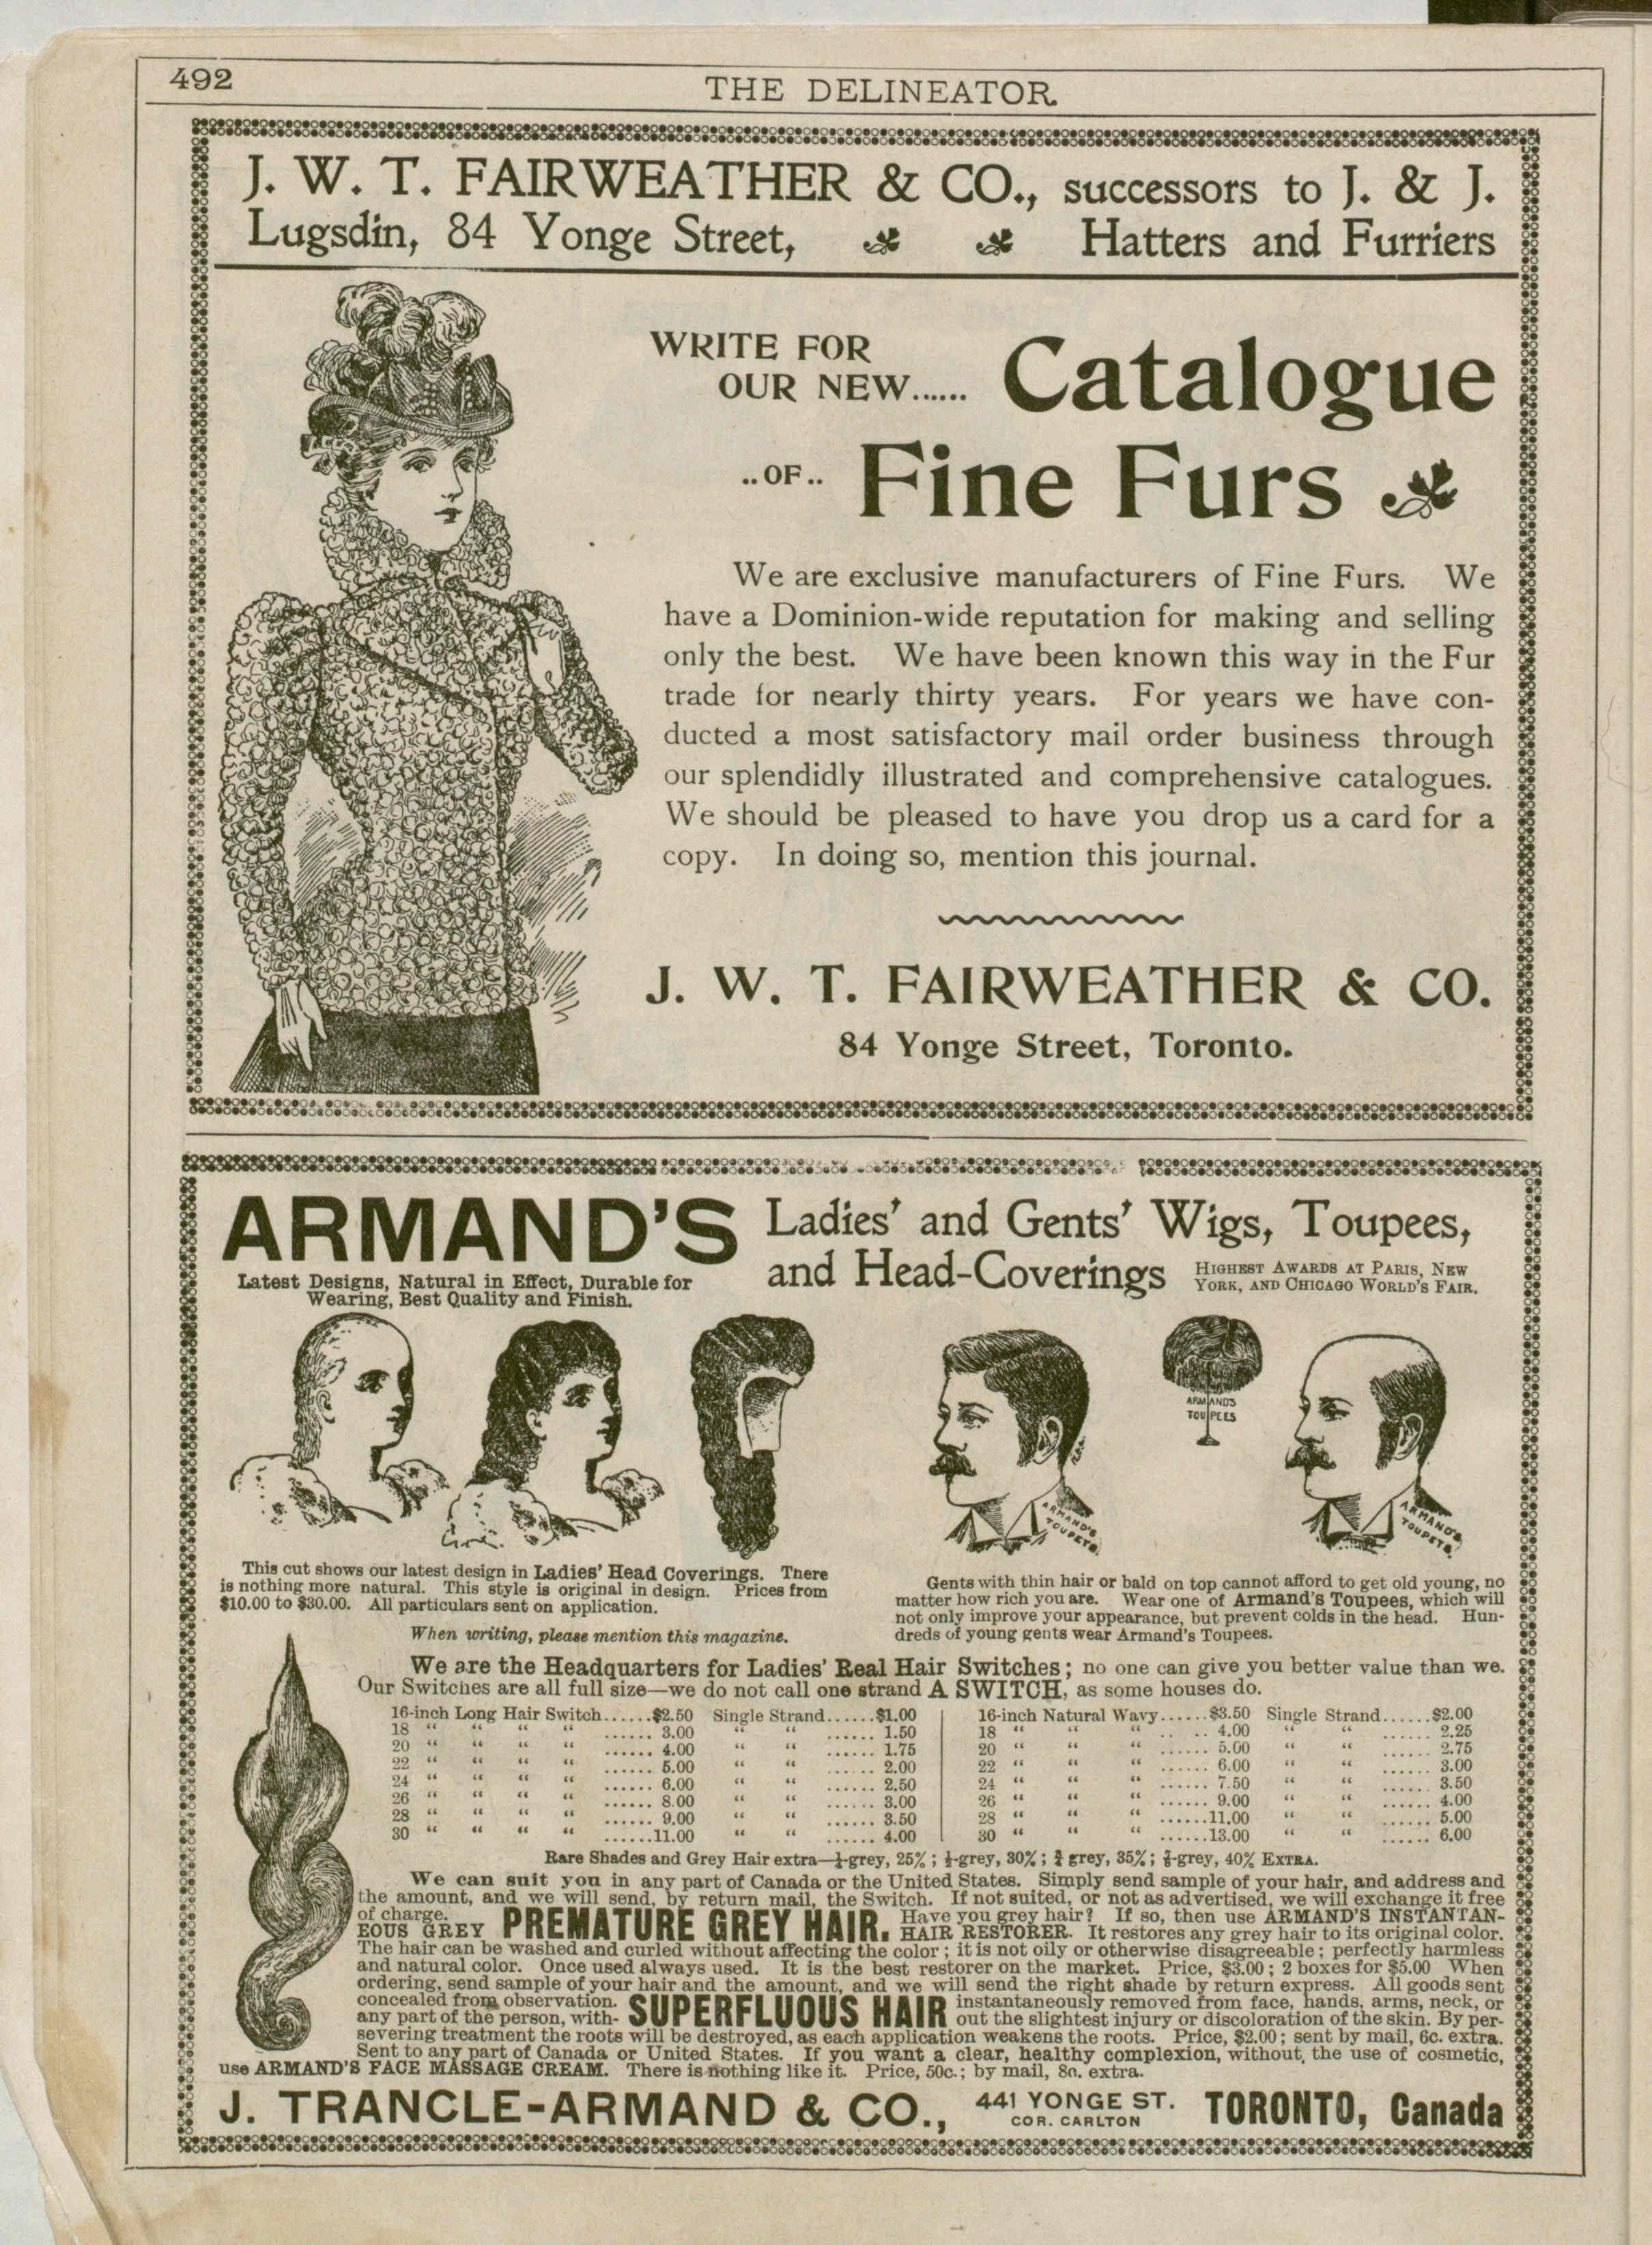 492
THE DELINEATOR
J. W. T. FAIRWEATHER & CO., successors to J. & J.
Lugsdin, 84 Yonge Street, Hatters and Furriers
WRITE FOR
OUR NEW...... Catalogue
..OF.. Fine Furs
We are exclusive manufacturers of Fine Furs. We
have a Dominion-wide reputation for making and selling
only the best. We have been known this way in the Fur
trade for nearly thirty years. For years we have con-
ducted a most satisfactory mail order business through
our splendidly illustrated and comprehensive catalogues.
We should be pleased to have you drop us a card for a
copy. In doing so, mention this journal.
J. W. T. FAIRWEATHER & CO.
84 Yonge Street, Toronto.
ARMAND'S Ladies' and Gents' Wigs, Toupees,
and Head-Coverings
HIGHEST AWARDS AT PARIS, NEW
YORK, AND CHICAGO WORLD'S FAIR.
Latest Designs, Natural in Effect, Durable for
Wearing, Best Quality and Finish.
ARMAND'S
TOUPEES
ARMAND'S
TOUPETS
ARMAND'S
TOUPETS
This cut shows our latest design in Ladies' Head Coverings. There
is nothing more natural. This style is original in design. Prices from
$10.00 to $30.00. All particulars sent on application.
When writing, please mention this magazine.
Gents with thin hair or bald on top cannot afford to get old young, no
matter how rich you are. Wear one of Armand's Toupees, which will
not only improve your appearance, but prevent colds in the head. Hun-
dreds of young gents wear Armand's Toupees.
We are the Headquarters for Ladies' Real Hair Switches; no one can give you better value than we.
Our Switches are all full size—we do not call one strand A SWITCH, as some houses do.
16-inch Long Hair Switch......$2.50 Single Strand......$1.00
18 " " " " ...... 3.00 " " ...... 1.50
20 " " " " ...... 4.00 " " ...... 1.75
22 " " " " ...... 5.00 " " ...... 2.00
24 " " " " ...... 6.00 " " ...... 2.50
26 " " " " ...... 8.00 " " ...... 3.00
28 " " " " ...... 9.00 " " ...... 3.50
30 " " " " ......11.00 " " ...... 4.00
16-inch Natural Wavy......$3.50 Single Strand......$2.00
18 " " " .. .. 4.00 " " ...... 2.25
20 " " " ...... 5.00 " " ...... 2.75
22 " " " ...... 6.00 " " ...... 3.00
24 " " " ...... 7.50 " " ...... 3.50
26 " " " ...... 9.00 " " ...... 4.00
28 " " " ......11.00 " " ...... 5.00
30 " " " ......13.00 " " ...... 6.00
Rare Shades and Grey Hair extra—¼-grey, 25%; ½-grey, 30%; ¾ grey, 35%; ⅞-grey, 40% EXTRA.
We can suit you in any part of Canada or the United States. Simply send sample of your hair, and address and
the amount, and we will send, by return mail, the Switch. If not suited, or not as advertised, we will exchange it free
of charge. PREMATURE GREY HAIR. Have you grey hair? If so, then use ARMAND'S INSTANTAN-
EOUS GREY HAIR RESTORER. It restores any grey hair to its original color.
The hair can be washed and curled without affecting the color; it is not oily or otherwise disagreeable; perfectly harmless
and natural color. Once used always used. It is the best restorer on the market. Price, $3.00; 2 boxes for $5.00 When
ordering, send sample of your hair and the amount, and we will send the right shade by return express. All goods sent
concealed from observation. SUPERFLUOUS HAIR instantaneously removed from face, hands, arms, neck, or
any part of the person, with- out the slightest injury or discoloration of the skin. By per-
severing treatment the roots will be destroyed, as each application weakens the roots. Price, $2.00; sent by mail, 6c. extra.
Sent to any part of Canada or United States. If you want a clear, healthy complexion, without, the use of cosmetic,
use ARMAND'S FACE MASSAGE CREAM. There is nothing like it. Price, 50c.; by mail, 8c. extra.
J. TRANCLE-ARMAND & CO., 441 YONGE ST. TORONTO, Canada
COR. CARLTON